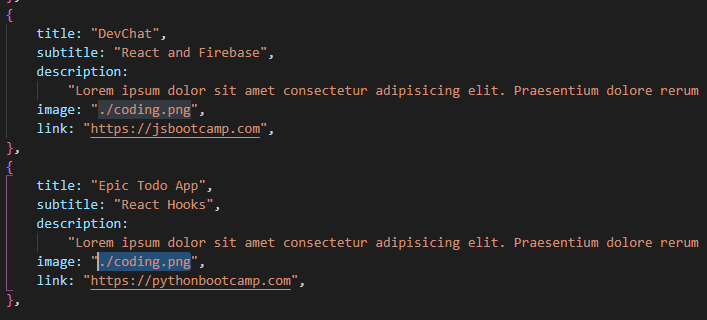 {
title: "DevChat",
subtitle: "React and Firebase",
description:
"Lorem ipsum dolor sit amet consectetur adipisicing elit. Praesentium dolore rerum
image: "./coding.png",
link: "https://jsbootcamp.com",
},
{
title: "Epic Todo App",
subtitle: "React Hooks",
description:
"Lorem ipsum dolor sit amet consectetur adipisicing elit. Praesentium dolore rerum
image: "./coding.png",
link: "https://pythonbootcamp.com",
},